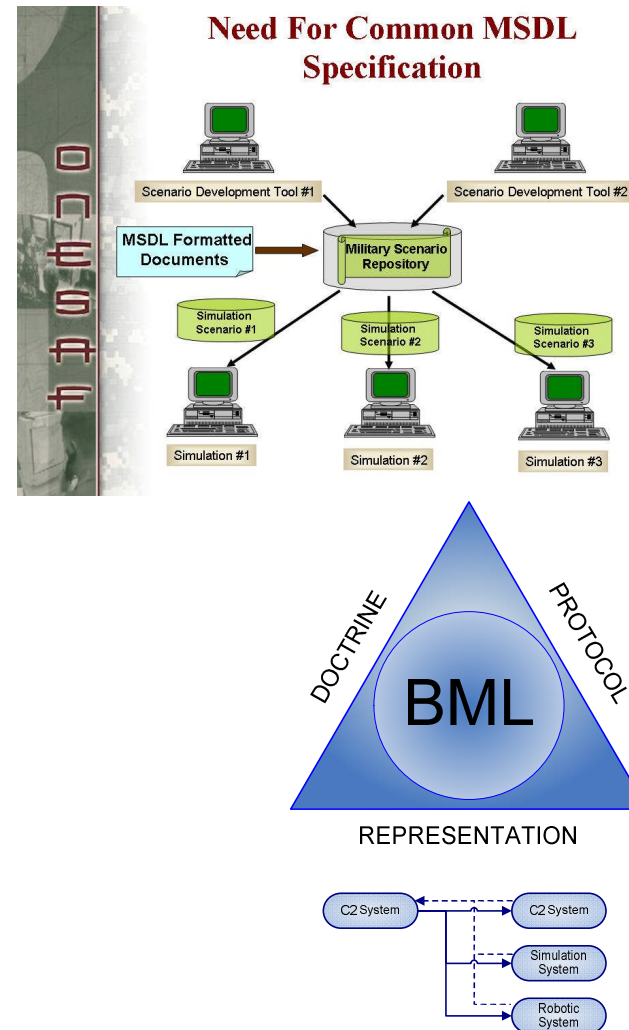 Need For Common MSDL
Specification
ONESAF
Scenario Development Tool #1
Scenario Development Tool #2
MSDL Formatted
Documents
Military Scenario
Repository
Simulation
Scenario #1
Simulation
Scenario #2
Simulation
Scenario #3
Simulation #1
Simulation #2
Simulation #3
DOCTRINE
PROTOCOL
BML
REPRESENTATION
C2 System
C2 System
Simulation
System
Robotic
System